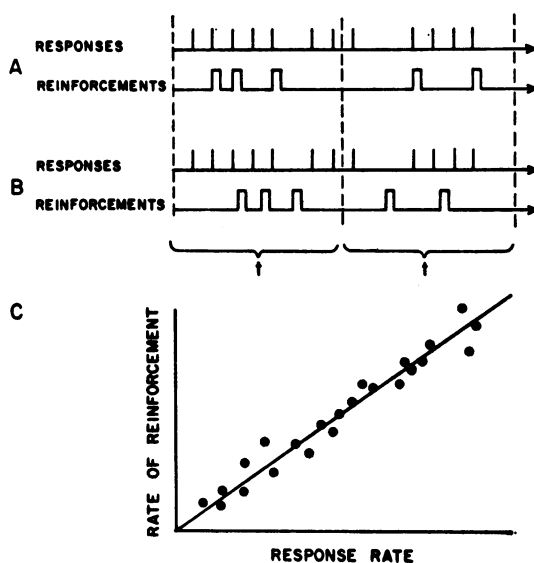 A
RESPONSES
REINFORCEMENTS
B
RESPONSES
REINFORCEMENTS
t
t
C
RATE OF REINFORCEMENT
RESPONSE RATE